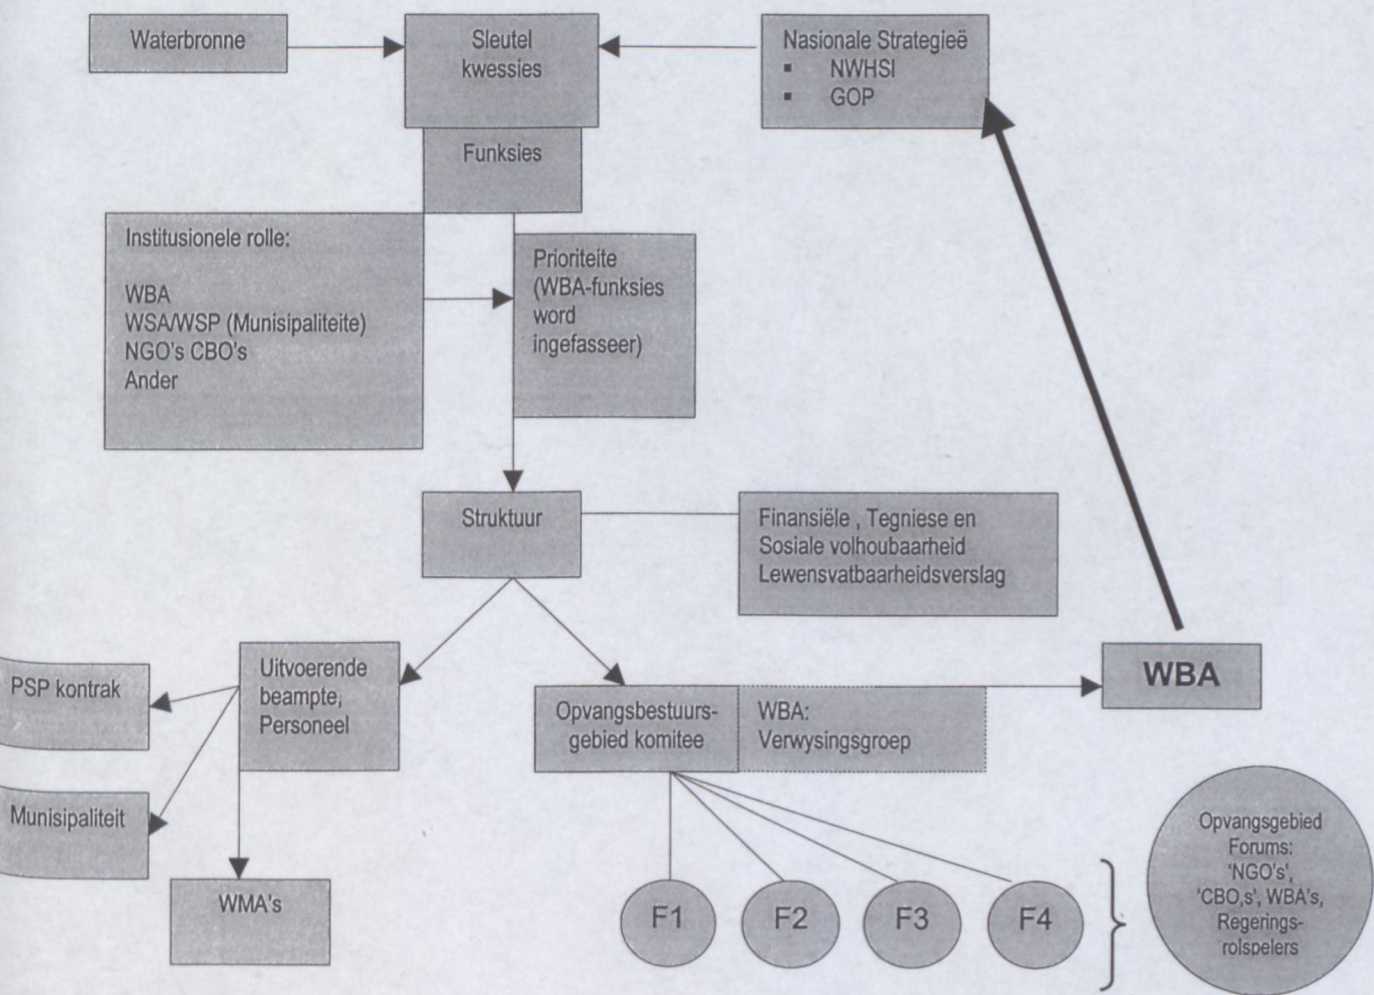 Waterbronne
Sleutel
kwessies
Nasionale Strategieë
▪ NWHSI
▪ GOP
Funksies
Institusionele rolle:
WBA
WSA/WSP (Munisipaliteite)
NGO's CBO's
Ander
Prioriteite
(WBA-funksies
word
ingefasseer)
Struktuur
Finansiële , Tegniese en
Sosiale volhoubaarheid
Lewensvatbaarheidsverslag
PSP kontrak
Uitvoerende
beampte,
Personeel
Opvangsbestuurs-
gebied komitee
WBA:
Verwysingsgroep
WBA
Munisipaliteit
WMA's
F1
F2
F3
F4
Opvangsgebied
Forums:
'NGO's',
'CBO,s', WBA's,
Regerings-
rolspelers